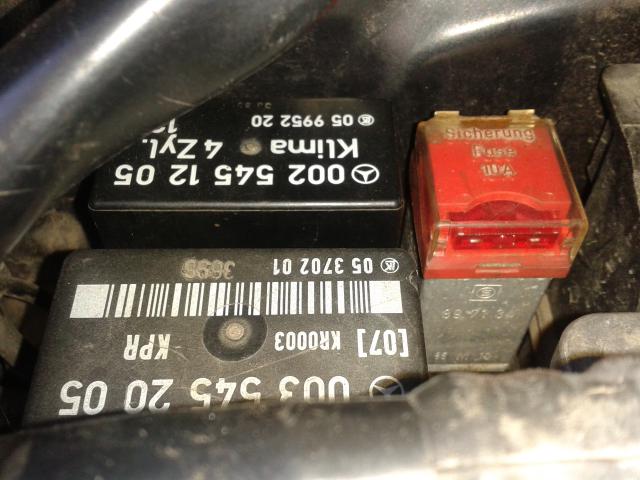 002 545 12 05
Klima 4 Zyl.
05 9952 20
Sicherung
Fuse
10A
003 545 20 05
[07] KR0003 KPR
05 3702 01 3696